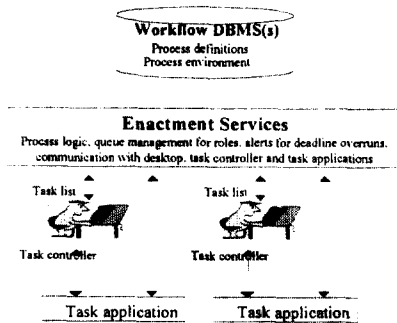 Workflow DBMS(s)
Process definitions
Process environment
Enactment Services
Process logic, queue management for roles, alerts for deadline overruns,
communication with desktop, task controller and task applications
Task list
Task list
Task controller
Task controller
Task application
Task application